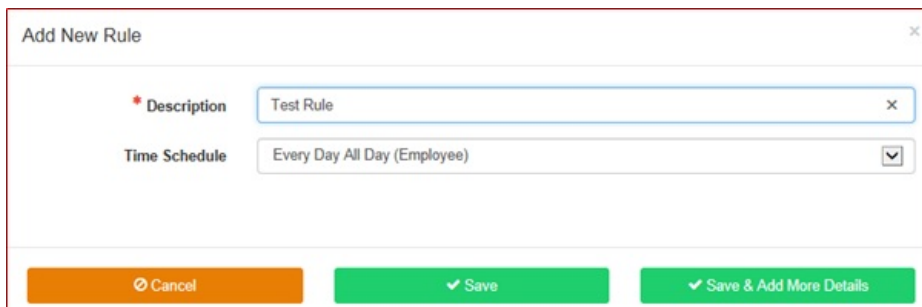 Add New Rule
* Description Test Rule
Time Schedule Every Day All Day (Employee)
Cancel Save Save & Add More Details